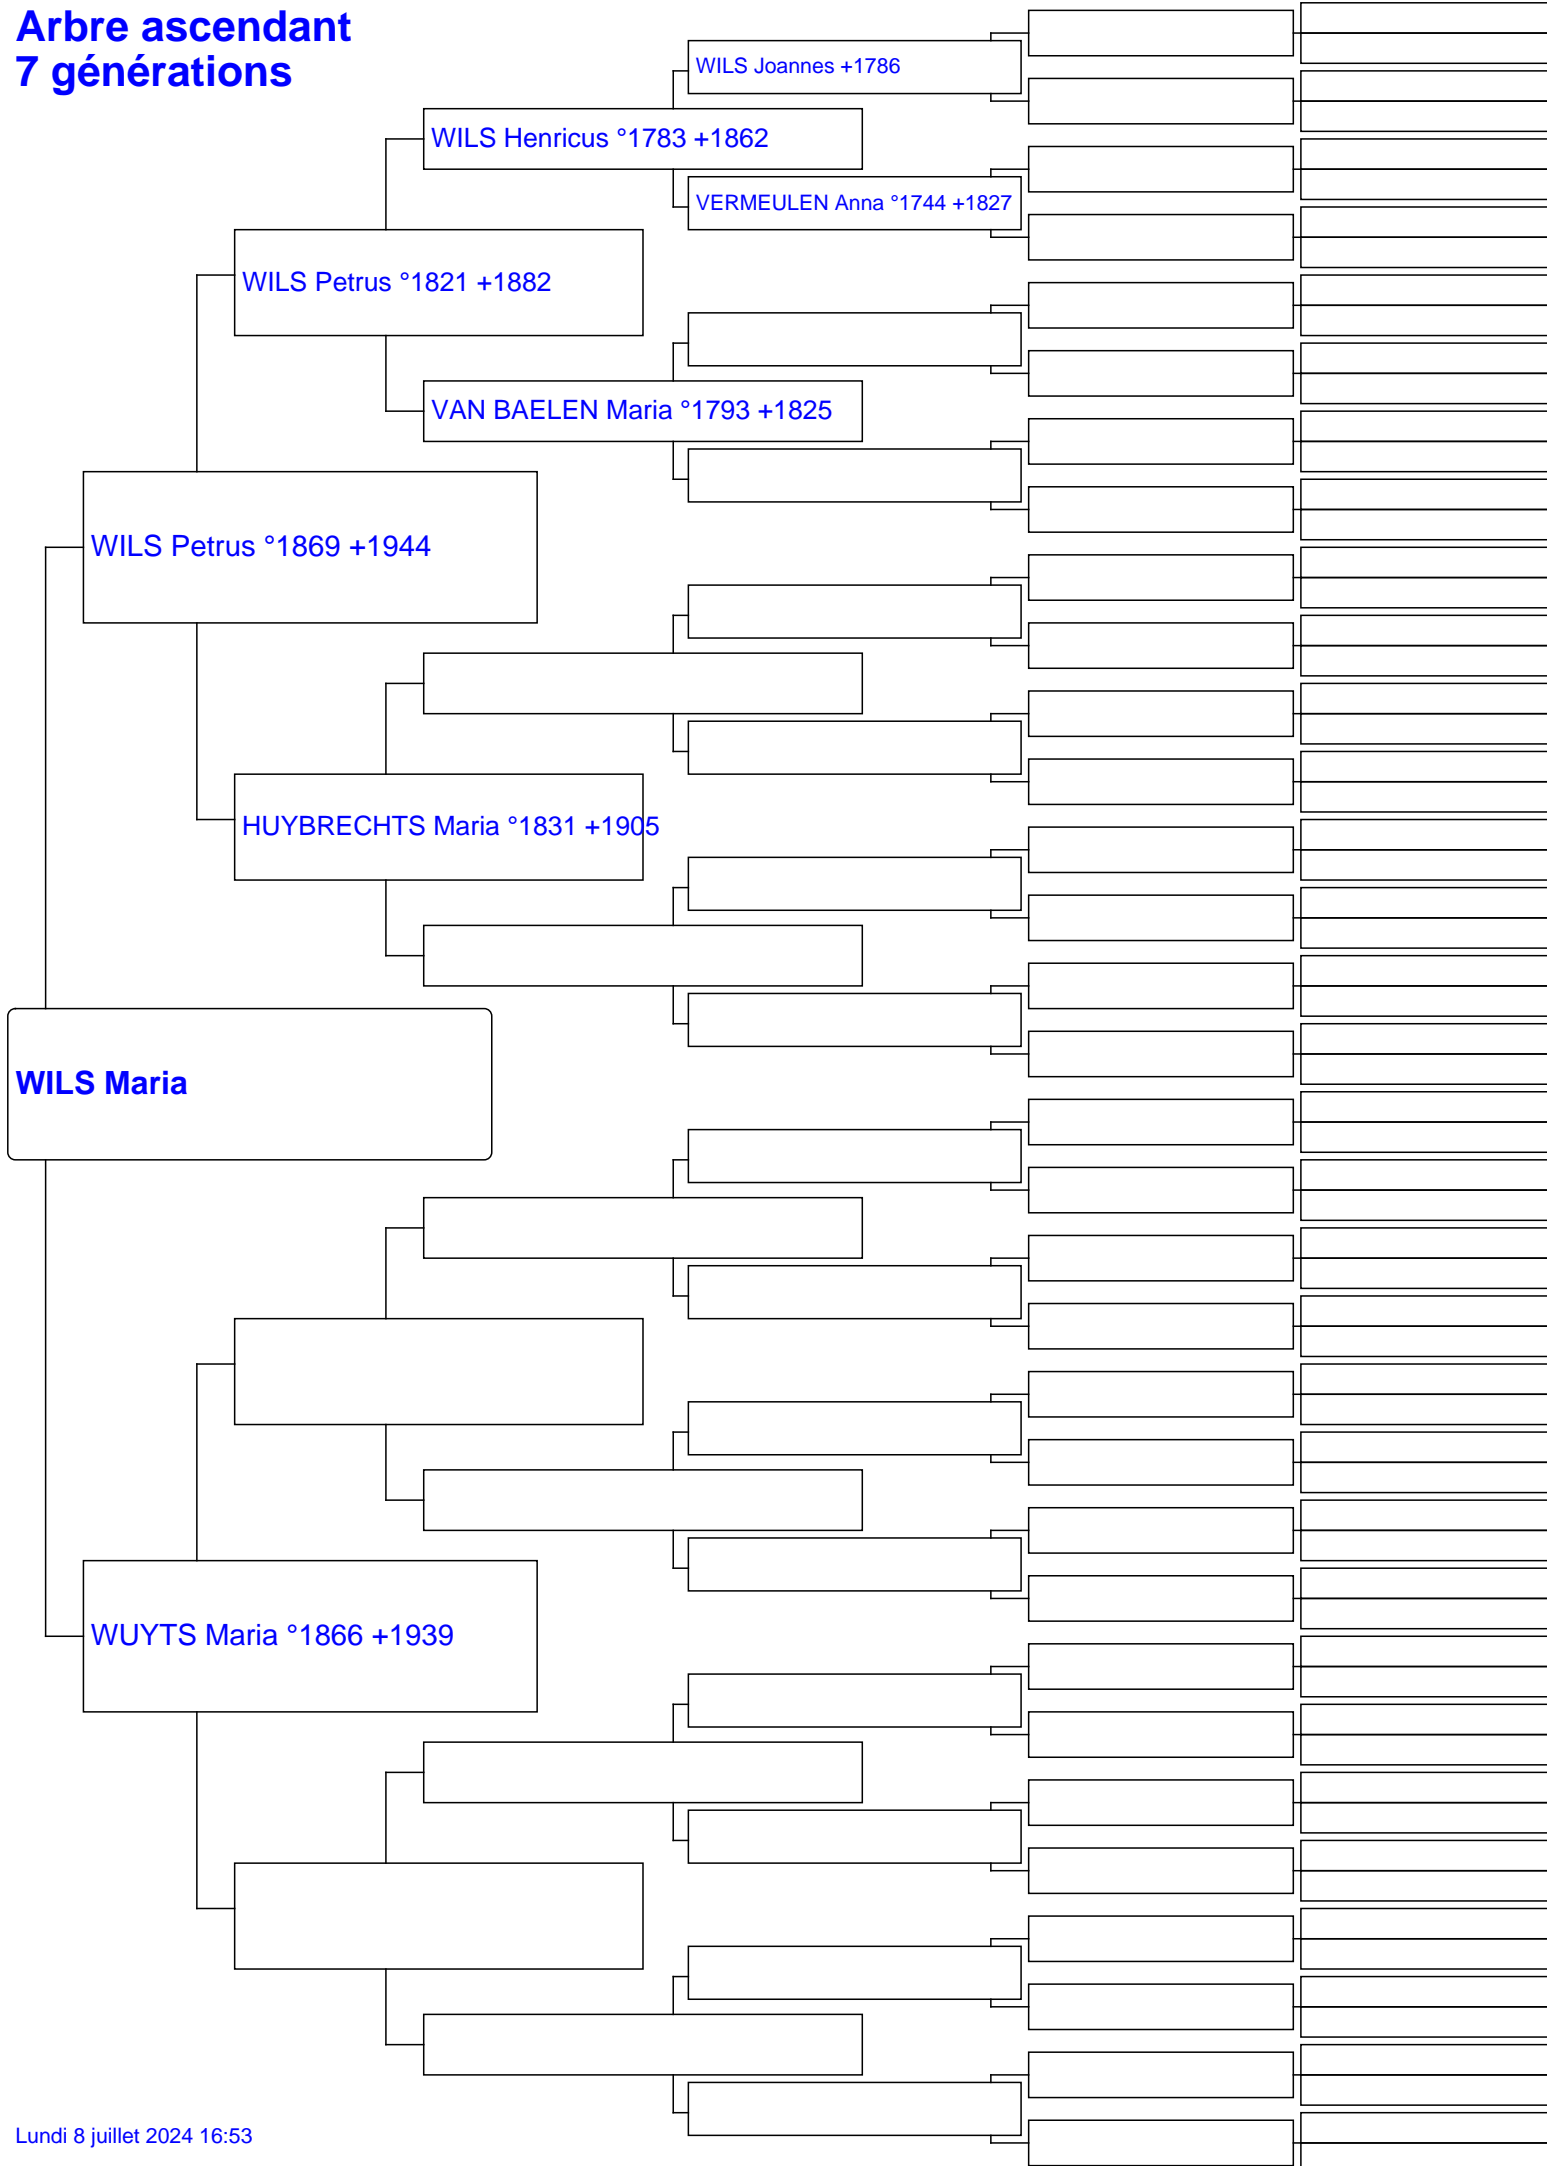 Arbre ascendant
7 générations
WILS Joannes +1786
WILS Henricus °1783 +1862
VERMEULEN Anna °1744 +1827
WILS Petrus °1821 +1882
VAN BAELEN Maria °1793 +1825
WILS Petrus °1869 +1944
HUYBRECHTS Maria °1831 +1905
WILS Maria
WUYTS Maria °1866 +1939
Lundi 8 juillet 2024 16:53